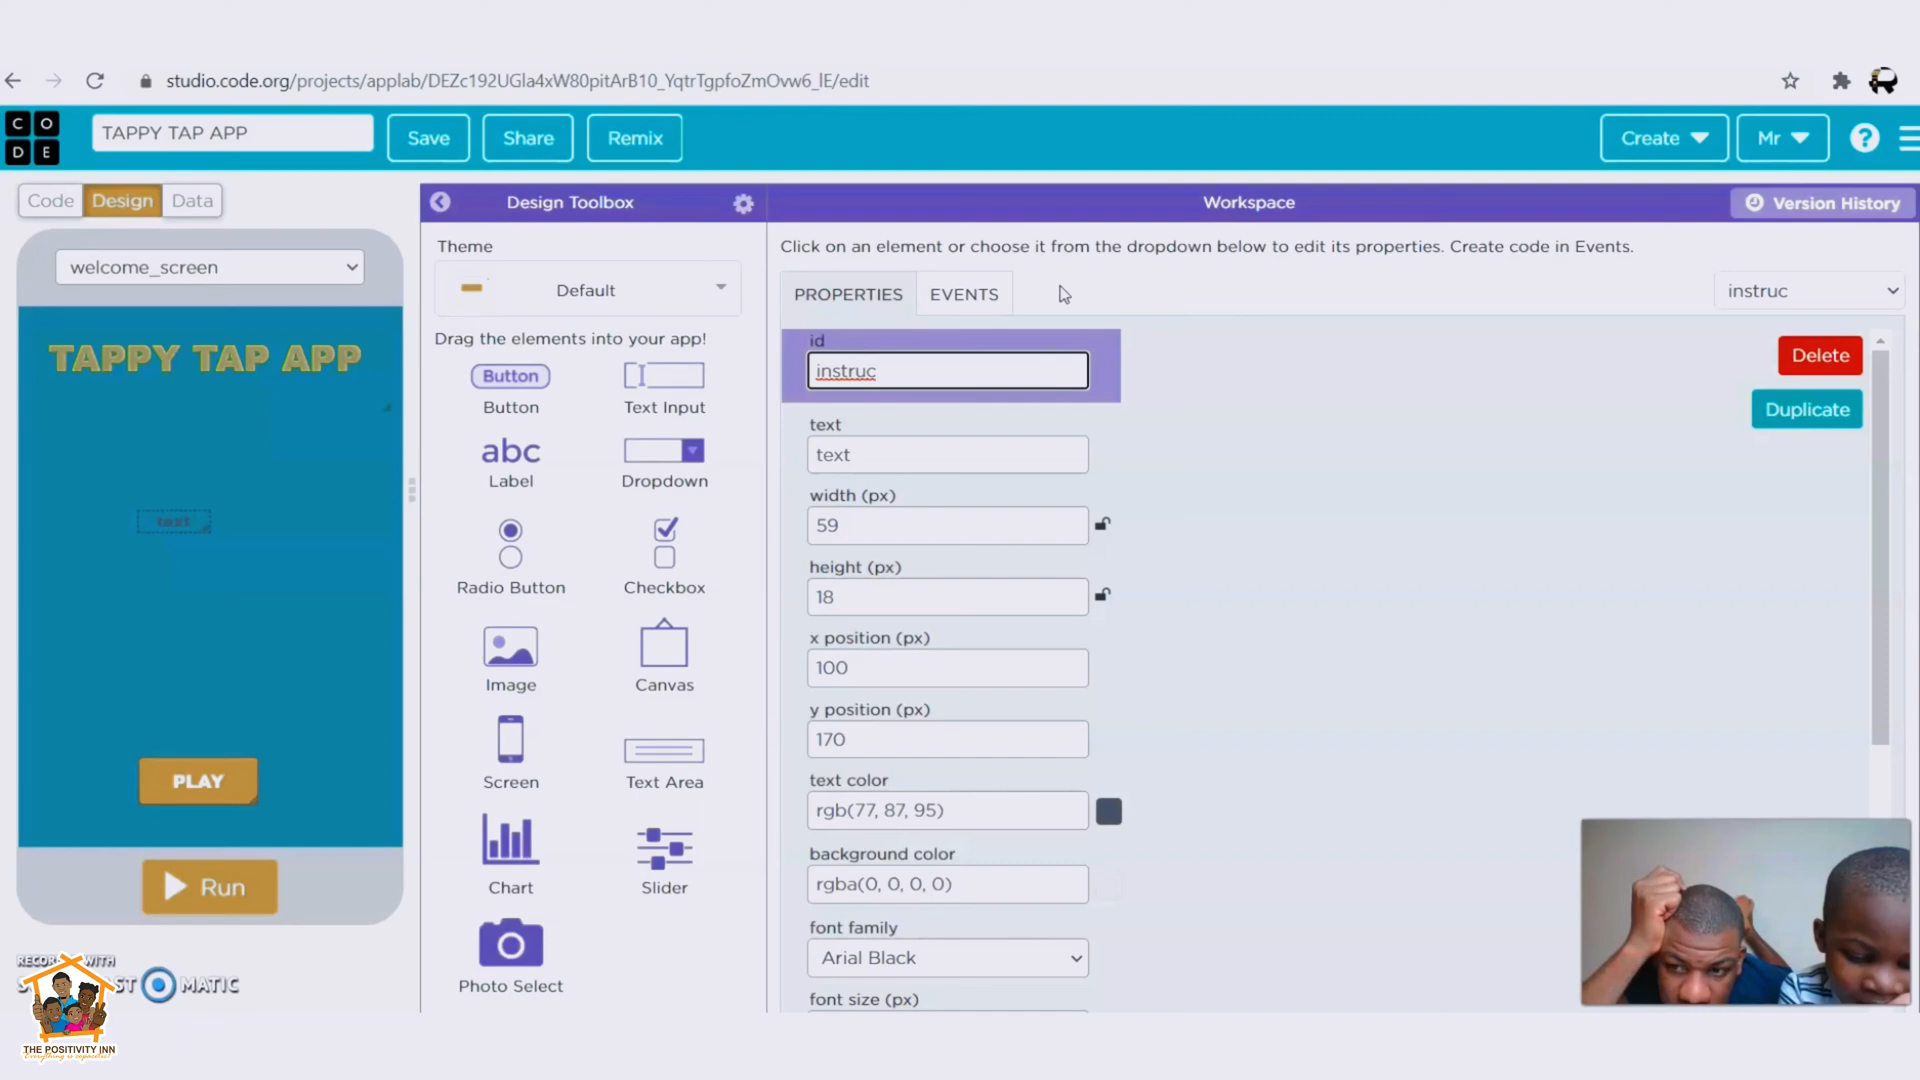 studio.code.org/projects/applab/DEZc192UGla4xW80pitArB10_YqtrTgpfoZmOvw6_lE/edit
CODE
TAPPY TAP APP
Save
Share
Remix
Create
Mr
?
Code
Design
Data
Design Toolbox
Workspace
Version History
welcome_screen
TAPPY TAP APP
text
PLAY
Run
Theme
Default
Drag the elements into your app!
Button
Button
Text Input
abc
Label
Dropdown
Radio Button
Checkbox
Image
Canvas
Screen
Text Area
Chart
Slider
Photo Select
Click on an element or choose it from the dropdown below to edit its properties. Create code in Events.
PROPERTIES
EVENTS
instruc
id
instruc
Delete
Duplicate
text
text
width (px)
59
height (px)
18
x position (px)
100
y position (px)
170
text color
rgb(77, 87, 95)
background color
rgba(0, 0, 0, 0)
font family
Arial Black
font size (px)
WITH
MATIC
THE POSITIVITY INN